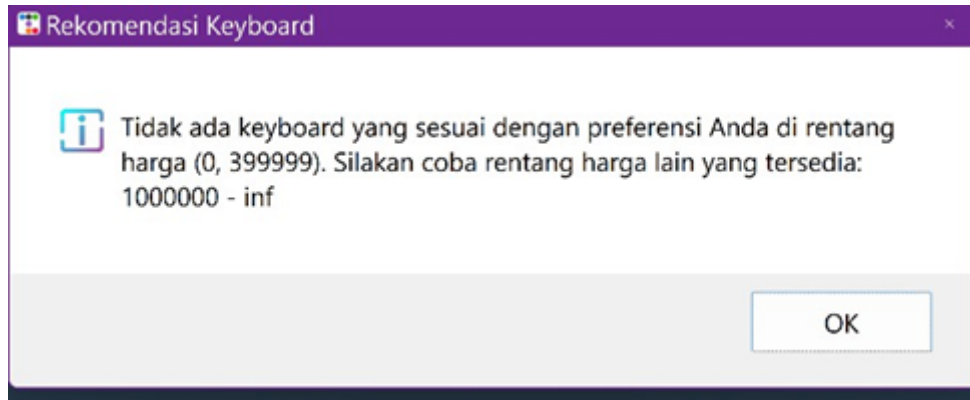 Rekomendasi Keyboard
Tidak ada keyboard yang sesuai dengan preferensi Anda di rentang
harga (0, 399999). Silakan coba rentang harga lain yang tersedia:
1000000 - inf
OK